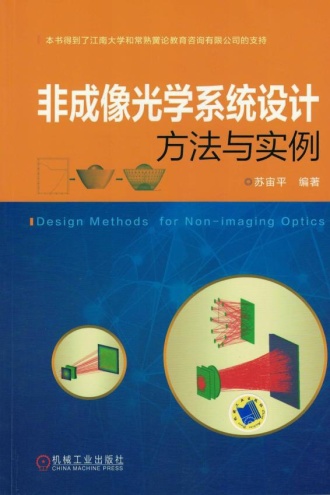 本书得到了江南大学和常熟黉论教育咨询有限公司的支持
非成像光学系统设计
方法与实例
苏宙平 编著
Design Methods for Non-imaging Optics
机械工业出版社
CHINA MACHINE PRESS